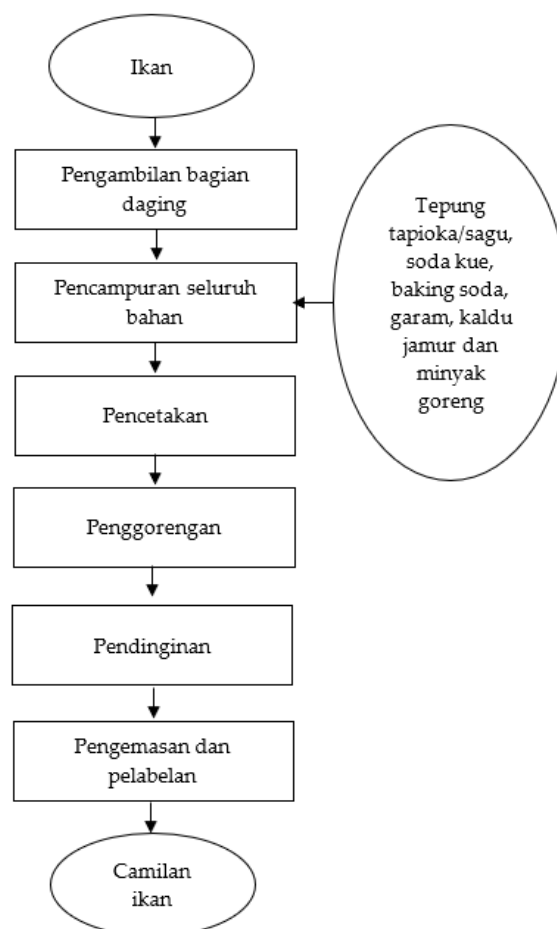 Ikan
Pengambilan bagian
daging
Pencampuran seluruh
bahan
Tepung
tapioka/sagu,
soda kue,
baking soda,
garam, kaldu
jamur dan
minyak
goreng
Pencetakan
Penggorengan
Pendinginan
Pengemasan dan
pelabelan
Camilan
ikan